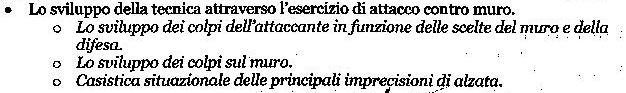 • Lo sviluppo della tecnica attraverso l'esercizio di attacco contro muro.
o Lo sviluppo dei colpi dell'attaccante in funzione delle scelte del muro e della
difesa.
o Lo sviluppo dei colpi sul muro.
o Casistica situazionale delle principali imprecisioni di alzata.